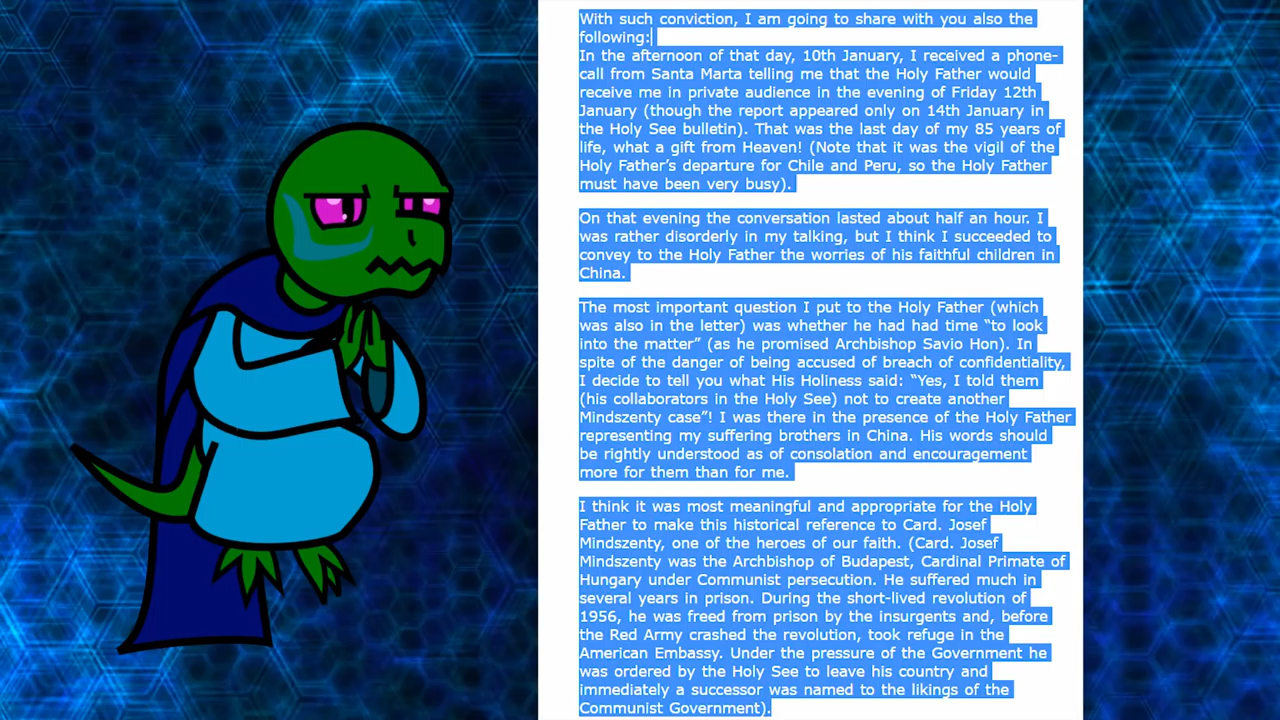 With such conviction, I am going to share with you also the
following:
In the afternoon of that day, 10th January, I received a phone-
call from Santa Marta telling me that the Holy Father would
receive me in private audience in the evening of Friday 12th
January (though the report appeared only on 14th January in
the Holy See bulletin). That was the last day of my 85 years of
life, what a gift from Heaven! (Note that it was the vigil of the
Holy Father’s departure for Chile and Peru, so the Holy Father
must have been very busy).
On that evening the conversation lasted about half an hour. I
was rather disorderly in my talking, but I think I succeeded to
convey to the Holy Father the worries of his faithful children in
China.
The most important question I put to the Holy Father (which
was also in the letter) was whether he had had time “to look
into the matter” (as he promised Archbishop Savio Hon). In
spite of the danger of being accused of breach of confidentiality,
I decide to tell you what His Holiness said: “Yes, I told them
(his collaborators in the Holy See) not to create another
Mindszenty case”! I was there in the presence of the Holy Father
representing my suffering brothers in China. His words should
be rightly understood as of consolation and encouragement
more for them than for me.
I think it was most meaningful and appropriate for the Holy
Father to make this historical reference to Card. Josef
Mindszenty, one of the heroes of our faith. (Card. Josef
Mindszenty was the Archbishop of Budapest, Cardinal Primate of
Hungary under Communist persecution. He suffered much in
several years in prison. During the short-lived revolution of
1956, he was freed from prison by the insurgents and, before
the Red Army crashed the revolution, took refuge in the
American Embassy. Under the pressure of the Government he
was ordered by the Holy See to leave his country and
immediately a successor was named to the likings of the
Communist Government).